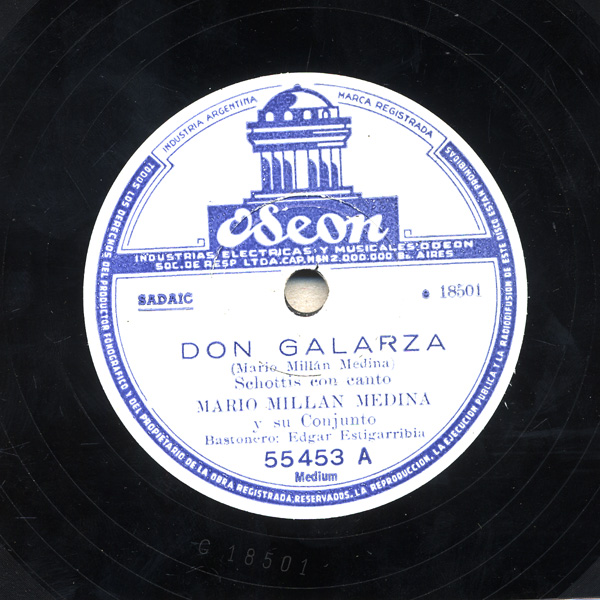 INDUSTRIA ARGENTINA
MARCA REGISTRADA
TODOS LOS DERECHOS DEL PRODUCTOR FONOGRAFICO Y DEL PROPIETARIO DE LA OBRA REGISTRADA, RESERVADOS. LA REPRODUCCION, LA EJECUCION PUBLICA Y LA RADIODIFUSION DE ESTE DISCO ESTAN PROHIBIDAS
Odeon
INDUSTRIAS ELECTRICAS Y MUSICALES·ODEON
SOC. DE RESP LTDA.CAP. M$N 2.000.000 Bs. AIRES
SADAIC
18501
DON GALARZA
(Mario Millán Medina)
Schottis con canto
MARIO MILLAN MEDINA
y su Conjunto
Bastonero: Edgar Estigarribia
55453 A
Medium
C 18501